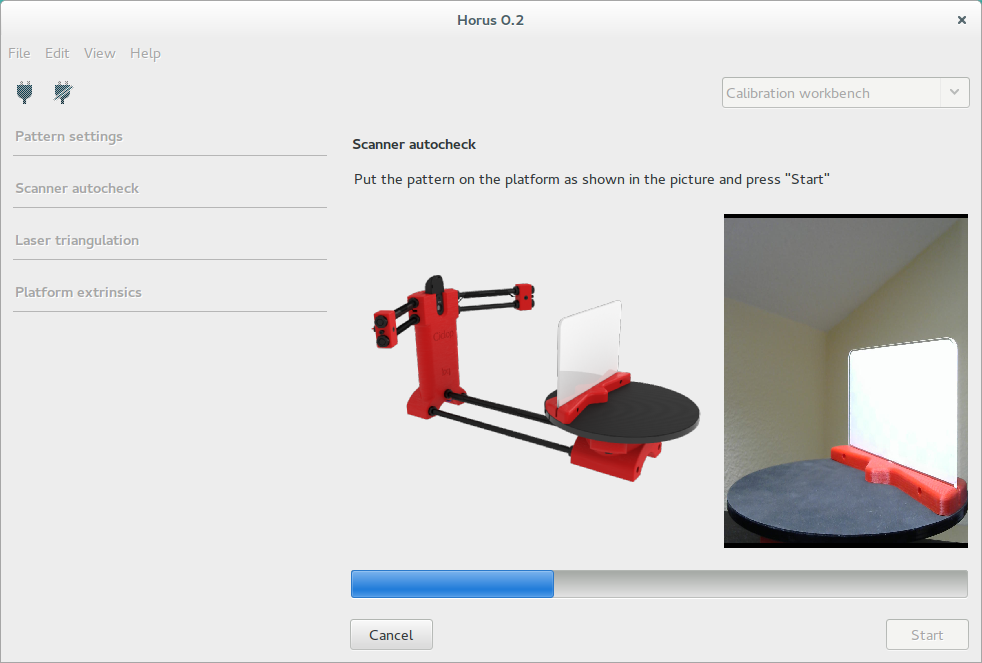 Horus 0.2
File Edit View Help
Calibration workbench
Pattern settings
Scanner autocheck
Laser triangulation
Platform extrinsics
Scanner autocheck
Put the pattern on the platform as shown in the picture and press "Start"
Cancel
Start